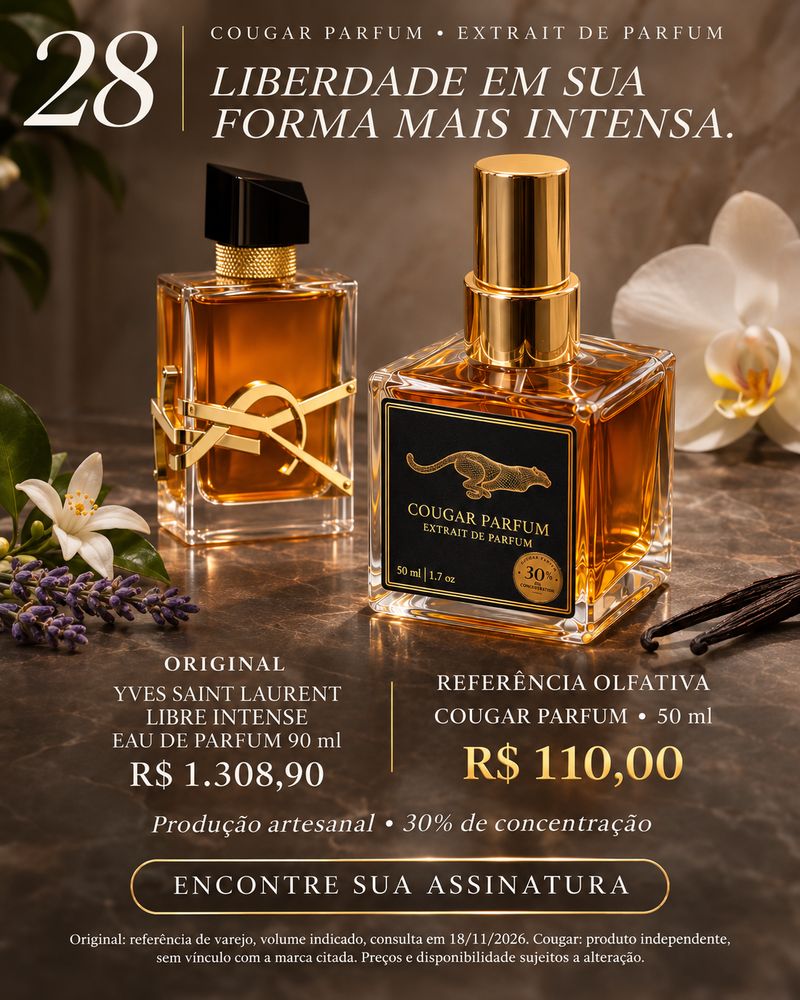 28
COUGAR PARFUM • EXTRAIT DE PARFUM
LIBERDADE EM SUA
FORMA MAIS INTENSA.
COUGAR PARFUM
EXTRAIT DE PARFUM
50 ml | 1.7 oz
COUGAR PARFUM
30%
DE
CONCENTRATION
ORIGINAL
YVES SAINT LAURENT
LIBRE INTENSE
EAU DE PARFUM 90 ml
R$ 1.308,90
REFERÊNCIA OLFATIVA
COUGAR PARFUM • 50 ml
R$ 110,00
Produção artesanal • 30% de concentração
ENCONTRE SUA ASSINATURA
Original: referência de varejo, volume indicado, consulta em 18/11/2026. Cougar: produto independente,
sem vínculo com a marca citada. Preços e disponibilidade sujeitos a alteração.